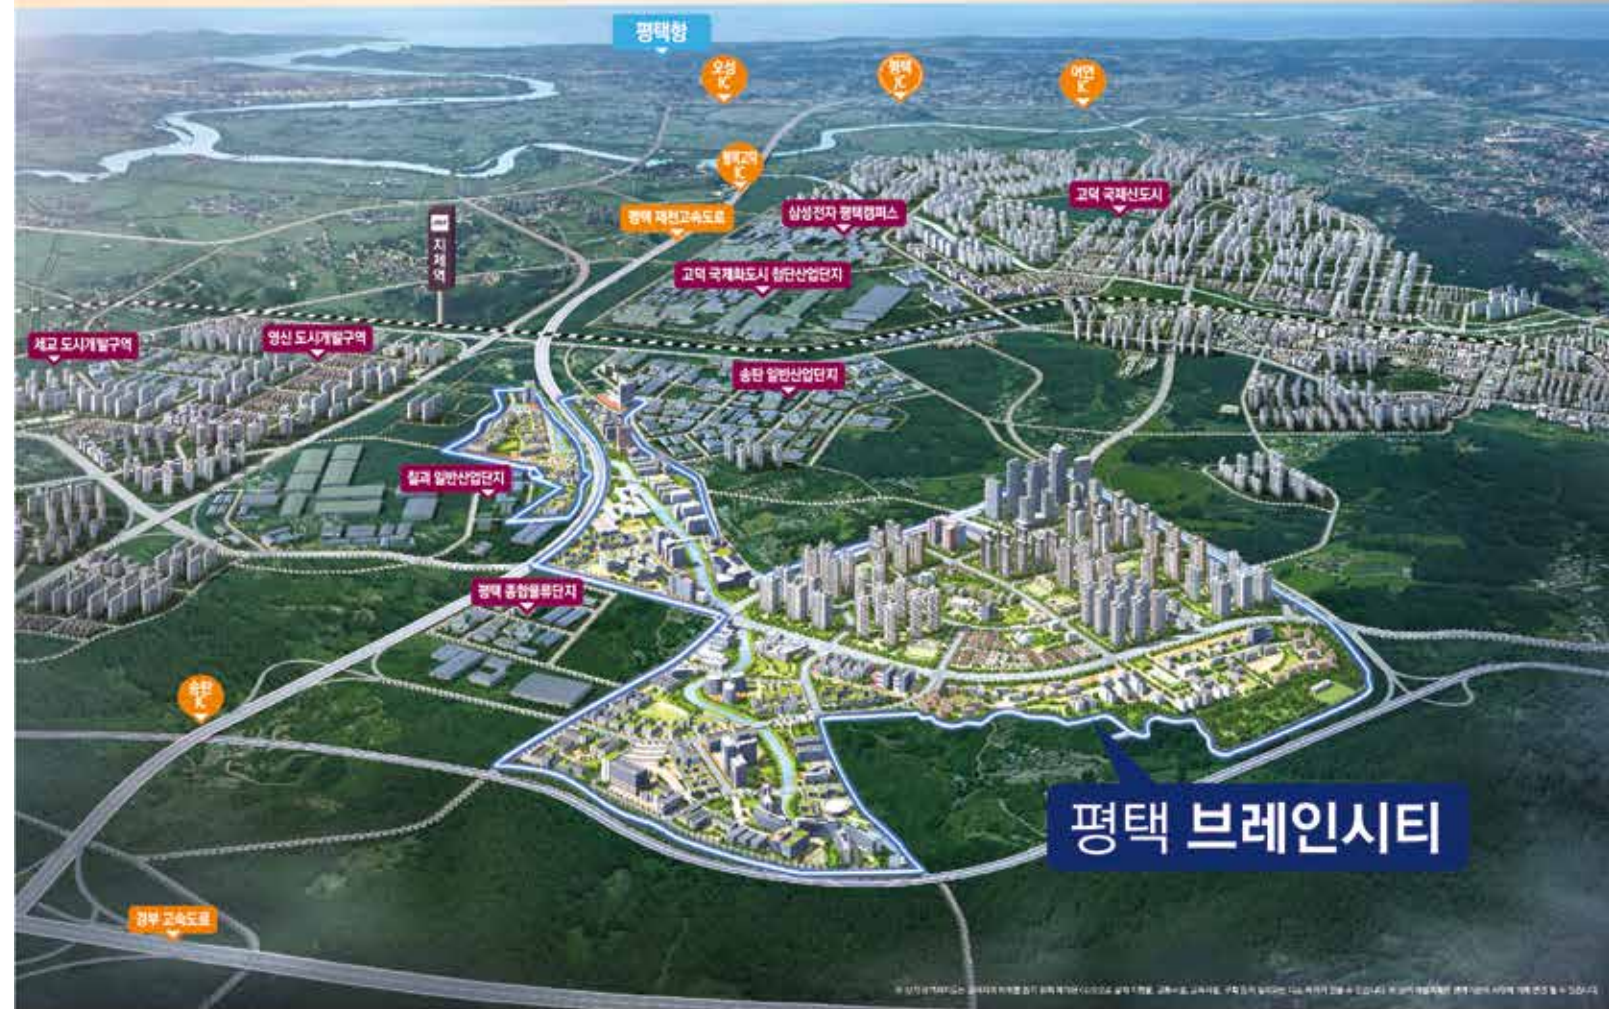 평택항
오성
IC
평택
IC
어연
IC
평택고덕
IC
평택 제천고속도로
삼성전자 평택캠퍼스
고덕 국제신도시
고덕 국제화도시 첨단산업단지
지제역
세교 도시개발구역
영신 도시개발구역
송탄 일반산업단지
칠괴 일반산업단지
평택 종합물류단지
송탄
IC
평택 브레인시티
경부 고속도로